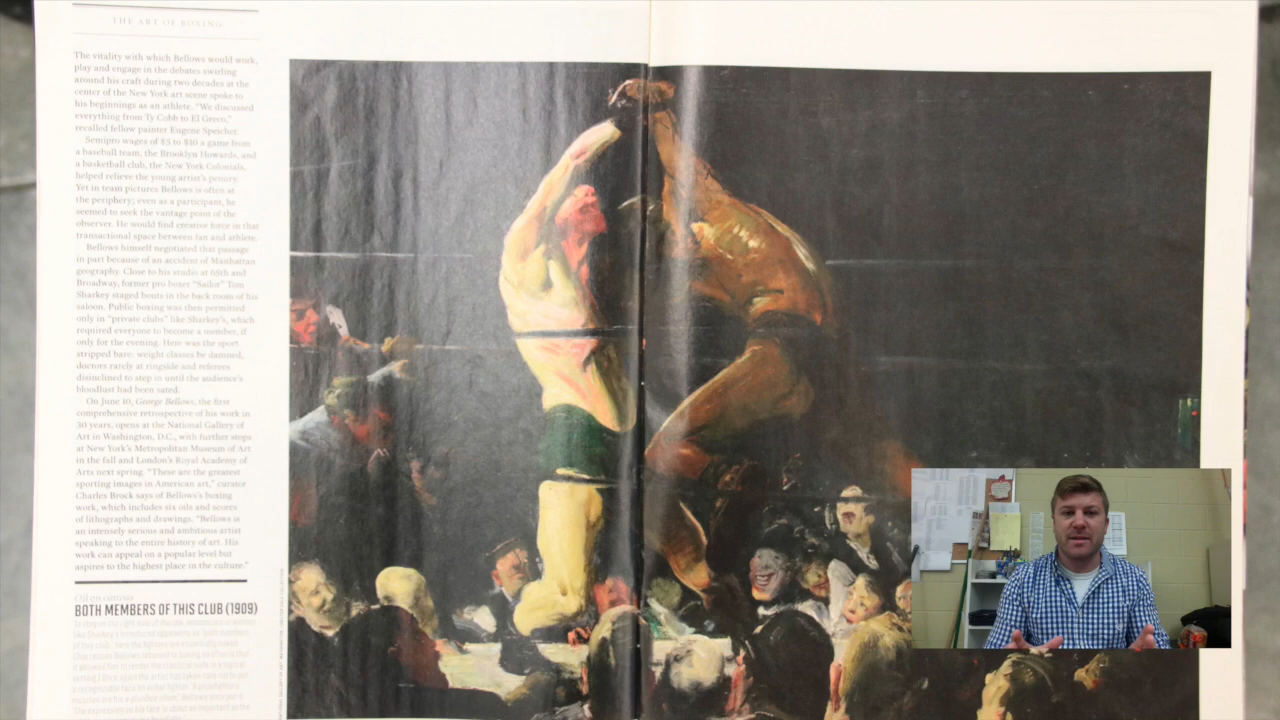 THE ART OF BOXING
The vitality with which Bellows would work,
play and engage in the debates swirling
around his craft during two decades at the
center of the New York art scene spoke to
his beginnings as an athlete. "We discussed
everything from Ty Cobb to El Greco,"
recalled fellow painter Eugene Speicher.
Semipro wages of $5 to $10 a game from
a baseball team, the Brooklyn Howards, and
a basketball club, the New York Colonials,
helped relieve the young artist's penury.
Yet in team pictures Bellows is often at
the periphery; even as a participant, he
seemed to seek the vantage point of the
observer. He would find creative force in that
transactional space between fan and athlete.
Bellows himself negotiated that passage
in part because of an accident of Manhattan
geography. Close to his studio at 65th and
Broadway, former pro boxer "Sailor" Tom
Sharkey staged bouts in the back room of his
saloon. Public boxing was then permitted
only in "private clubs" like Sharkey's, which
required everyone to become a member, if
only for the evening. Here was the sport
stripped bare: weight classes be damned,
doctors rarely at ringside and referees
disinclined to step in until the audience's
bloodlust had been sated.
On June 10, George Bellows, the first
comprehensive retrospective of his work in
30 years, opens at the National Gallery of
Art in Washington, D.C., with further stops
at New York's Metropolitan Museum of Art
in the fall and London's Royal Academy of
Arts next spring. "These are the greatest
sporting images in American art," curator
Charles Brock says of Bellows's boxing
work, which includes six oils and scores
of lithographs and drawings. "Bellows is
an intensely serious and ambitious artist
speaking to the entire history of art. His
work can appeal on a popular level but
aspires to the highest place in the culture."
Oil on canvas
BOTH MEMBERS OF THIS CLUB (1909)